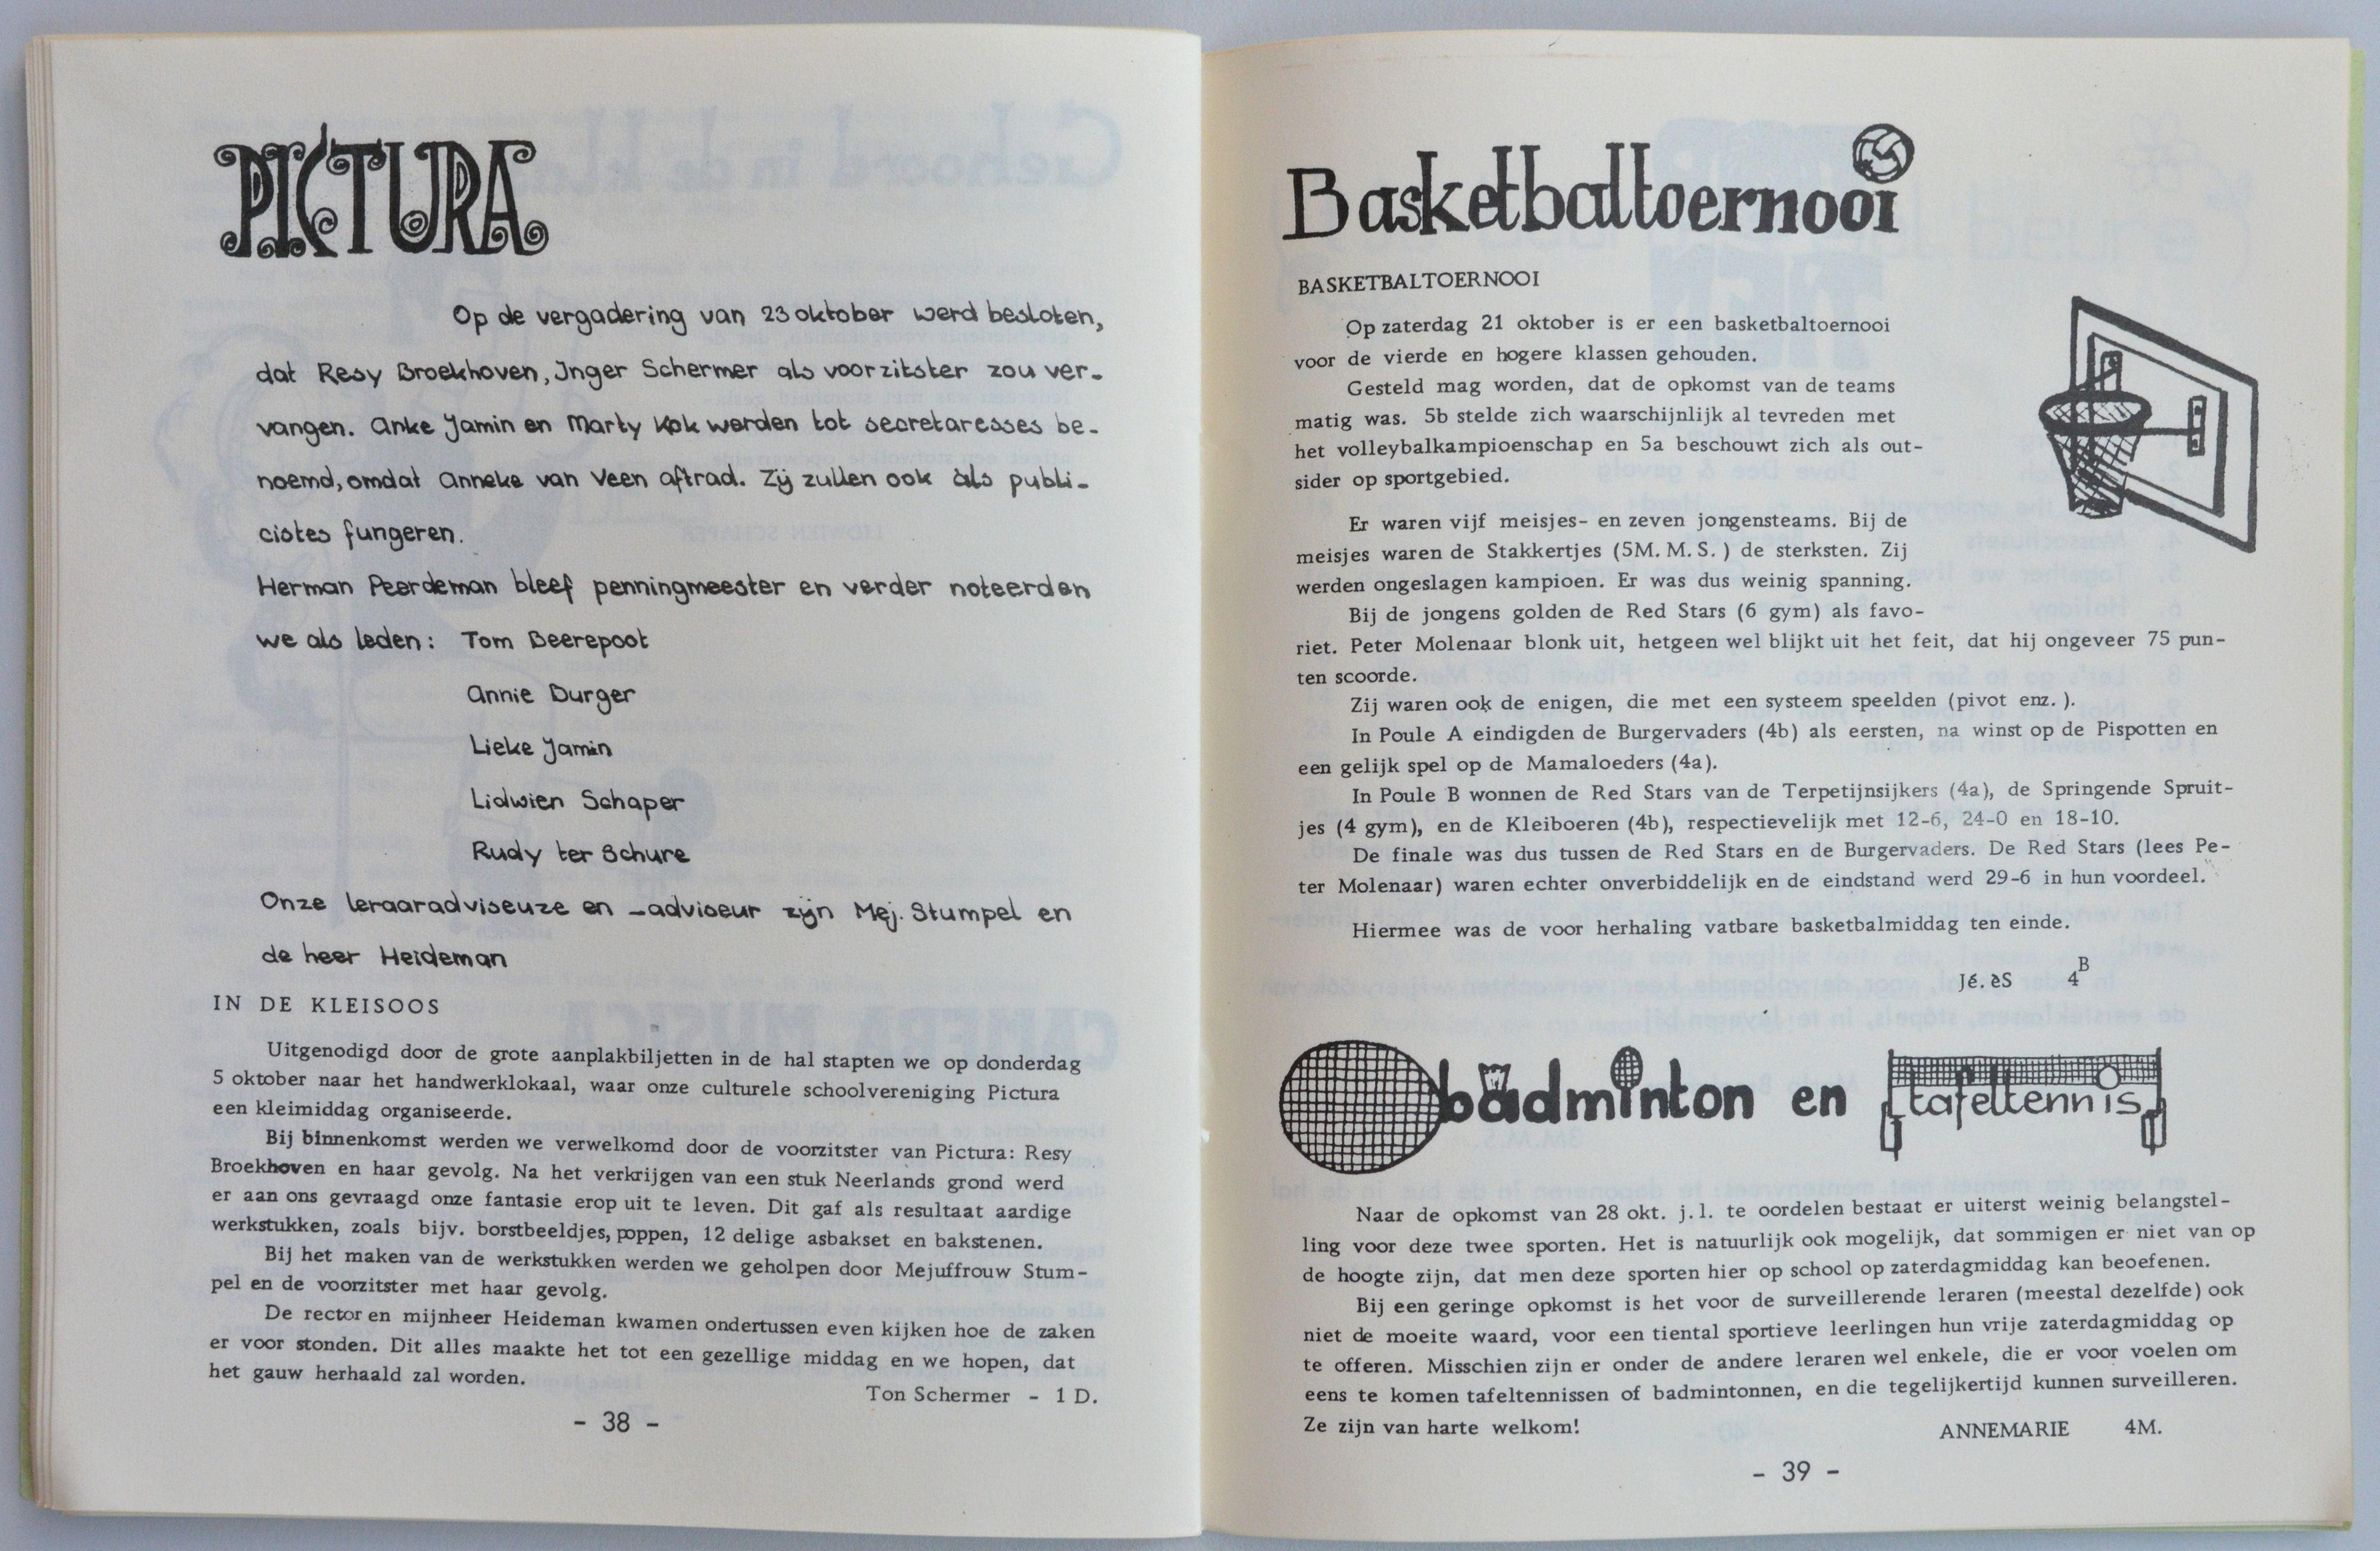 PICTURA
Op de vergadering van 23 oktober werd besloten,
dat Resy Broekhoven, Inger Schermer als voorzitster zou ver-
vangen. Anke Jamin en Marty Kok werden tot secretaresses be-
noemd, omdat Anneke van Veen aftrad. Zij zullen ook als publi-
cistes fungeren.
Herman Peerdeman bleef penningmeester en verder noteerden
we als leden: Tom Beerepoot
Annie Burger
Lieke Jamin
Lidwien Schaper
Rudy ter Schure
Onze leraaradviseuze en -adviseur zijn Mej. Stumpel en
de heer Heideman
IN DE KLEISOOS
Uitgenodigd door de grote aanplakbiljetten in de hal stapten we op donderdag
5 oktober naar het handwerklokaal, waar onze culturele schoolvereniging Pictura
een kleimiddag organiseerde.
Bij binnenkomst werden we verwelkomd door de voorzitster van Pictura: Resy
Broekhoven en haar gevolg. Na het verkrijgen van een stuk Neerlands grond werd
er aan ons gevraagd onze fantasie erop uit te leven. Dit gaf als resultaat aardige
werkstukken, zoals bijv. borstbeeldjes, poppen, 12 delige asbakset en bakstenen.
Bij het maken van de werkstukken werden we geholpen door Mejuffrouw Stum-
pel en de voorzitster met haar gevolg.
De rector en mijnheer Heideman kwamen ondertussen even kijken hoe de zaken
er voor stonden. Dit alles maakte het tot een gezellige middag en we hopen, dat
het gauw herhaald zal worden.
Ton Schermer - 1 D.
- 38 -
Basketbaltoernooi
BASKETBALTOERNOOI
Op zaterdag 21 oktober is er een basketbaltoernooi
voor de vierde en hogere klassen gehouden.
Gesteld mag worden, dat de opkomst van de teams
matig was. 5b stelde zich waarschijnlijk al tevreden met
het volleybalkampioenschap en 5a beschouwt zich als out-
sider op sportgebied.
Er waren vijf meisjes- en zeven jongensteams. Bij de
meisjes waren de Stakkertjes (5M.M.S.) de sterksten. Zij
werden ongeslagen kampioen. Er was dus weinig spanning.
Bij de jongens golden de Red Stars (6 gym) als favo-
riet. Peter Molenaar blonk uit, hetgeen wel blijkt uit het feit, dat hij ongeveer 75 pun-
ten scoorde.
Zij waren ook de enigen, die met een systeem speelden (pivot enz.).
In Poule A eindigden de Burgervaders (4b) als eersten, na winst op de Pispotten en
een gelijk spel op de Mamaloeders (4a).
In Poule B wonnen de Red Stars van de Terpetijnsijkers (4a), de Springende Spruit-
jes (4 gym), en de Kleiboeren (4b), respectievelijk met 12-6, 24-0 en 18-10.
De finale was dus tussen de Red Stars en de Burgervaders. De Red Stars (lees Pe-
ter Molenaar) waren echter onverbiddelijk en de eindstand werd 29-6 in hun voordeel.
Hiermee was de voor herhaling vatbare basketbalmiddag ten einde.
Jé. èS 4B
badminton en tafeltennis
Naar de opkomst van 28 okt. j.l. te oordelen bestaat er uiterst weinig belangstel-
ling voor deze twee sporten. Het is natuurlijk ook mogelijk, dat sommigen er niet van op
de hoogte zijn, dat men deze sporten hier op school op zaterdagmiddag kan beoefenen.
Bij een geringe opkomst is het voor de surveillerende leraren (meestal dezelfde) ook
niet de moeite waard, voor een tiental sportieve leerlingen hun vrije zaterdagmiddag op
te offeren. Misschien zijn er onder de andere leraren wel enkele, die er voor voelen om
eens te komen tafeltennissen of badmintonnen, en die tegelijkertijd kunnen surveilleren.
Ze zijn van harte welkom!
ANNEMARIE 4M.
- 39 -